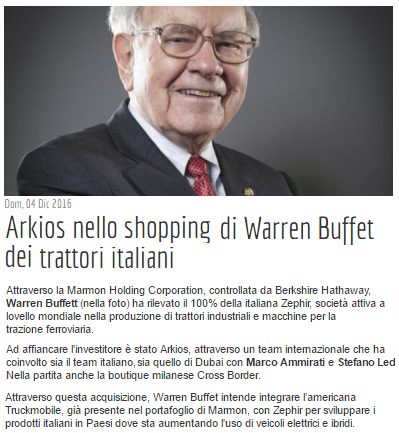 Dom, 04 Dic 2016
Arkios nello shopping di Warren Buffet
dei trattori italiani
Attraverso la Marmon Holding Corporation, controllata da Berkshire Hathaway,
Warren Buffett (nella foto) ha rilevato il 100% della italiana Zephir, società attiva a
lovello mondiale nella produzione di trattori industriali e macchine per la
trazione ferroviaria.
Ad affiancare l'investitore è stato Arkios, attraverso un team internazionale che ha
coinvolto sia il team italiano, sia quello di Dubai con Marco Ammirati e Stefano Led
Nella partita anche la boutique milanese Cross Border.
Attraverso questa acquisizione, Warren Buffet intende integrare l'americana
Truckmobile, già presente nel portafoglio di Marmon, con Zephir per sviluppare i
prodotti italiani in Paesi dove sta aumentando l'uso di veicoli elettrici e ibridi.